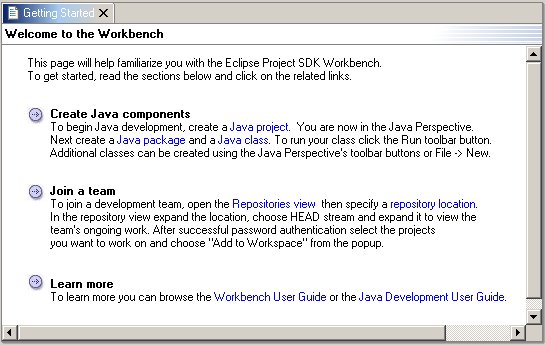 Getting Started
Welcome to the Workbench
This page will help familiarize you with the Eclipse Project SDK Workbench.
To get started, read the sections below and click on the related links.
Create Java components
To begin Java development, create a Java project. You are now in the Java Perspective.
Next create a Java package and a Java class. To run your class click the Run toolbar button.
Additional classes can be created using the Java Perspective's toolbar buttons or File -> New.
Join a team
To join a development team, open the Repositories view then specify a repository location.
In the repository view expand the location, choose HEAD stream and expand it to view the
team's ongoing work. After successful password authentication select the projects
you want to work on and choose "Add to Workspace" from the popup.
Learn more
To learn more you can browse the Workbench User Guide or the Java Development User Guide.